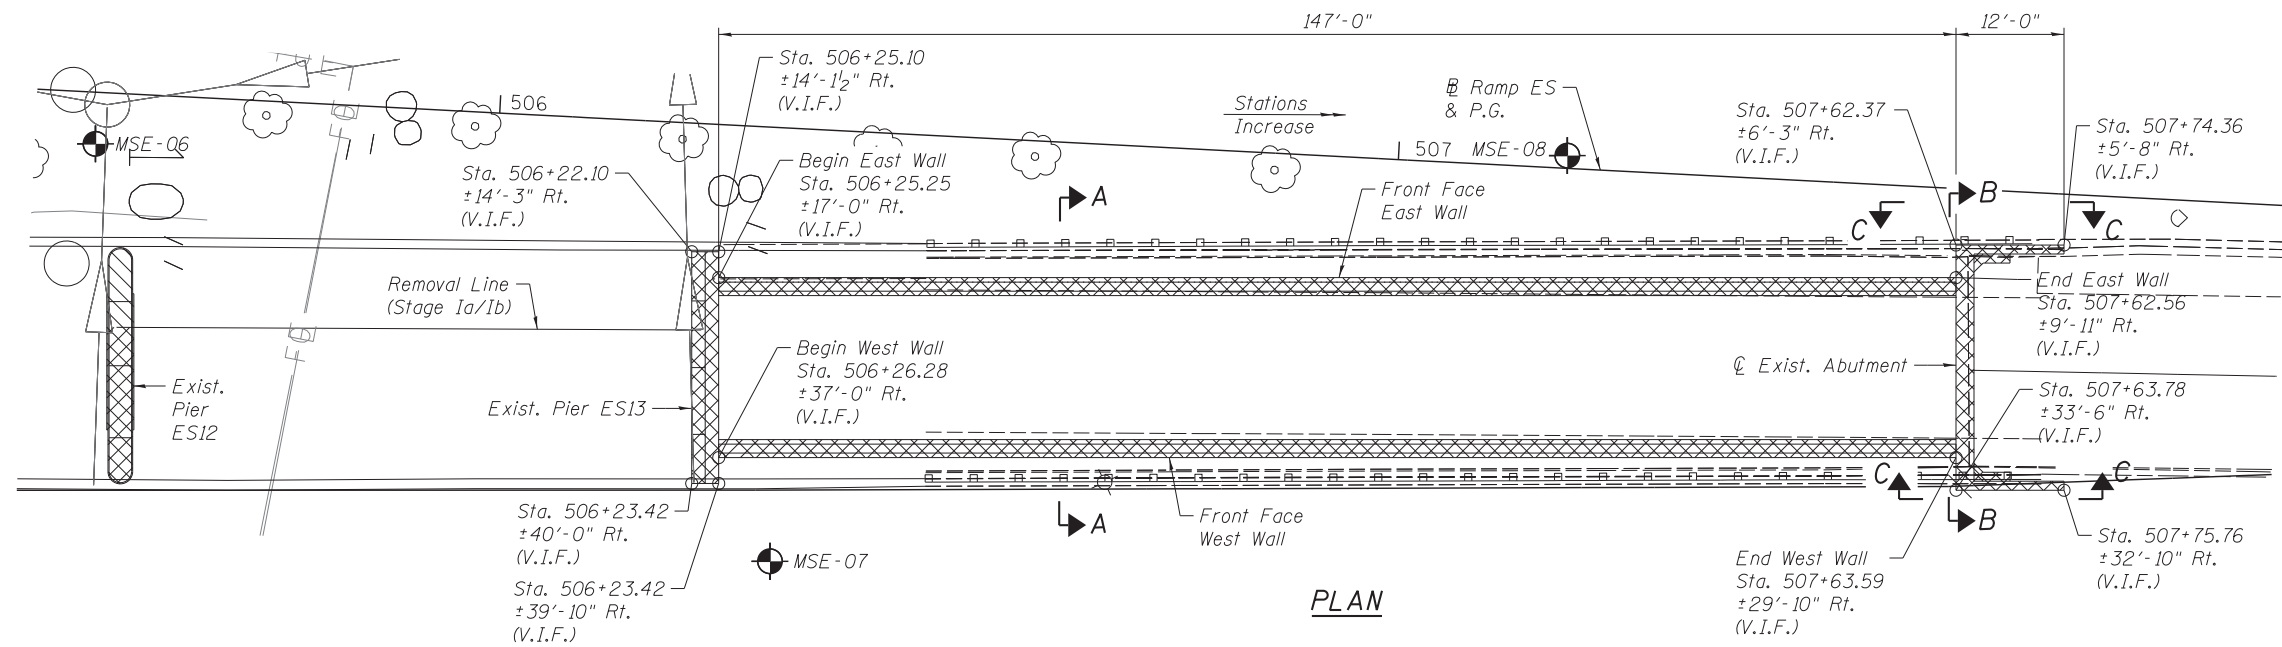 147'-0"
12'-0"
Sta. 506+25.10
±14'-1½" Rt.
(V.I.F.)
506
MSE-06
Sta. 506+22.10
±14'-3" Rt.
(V.I.F.)
Begin East Wall
Sta. 506+25.25
±17'-0" Rt.
(V.I.F.)
Stations
Increase
℄ Ramp ES
& P.G.
507
MSE-08
Sta. 507+62.37
±6'-3" Rt.
(V.I.F.)
Sta. 507+74.36
±5'-8" Rt.
(V.I.F.)
A
B
C
C
Front Face
East Wall
Removal Line
(Stage Ia/Ib)
Begin West Wall
Sta. 506+26.28
±37'-0" Rt.
(V.I.F.)
End East Wall
Sta. 507+62.56
±9'-11" Rt.
(V.I.F.)
℄ Exist. Abutment
Exist.
Pier
ES12
Exist. Pier ES13
Sta. 507+63.78
±33'-6" Rt.
(V.I.F.)
C
C
Sta. 506+23.42
±40'-0" Rt.
(V.I.F.)
Sta. 506+23.42
±39'-10" Rt.
(V.I.F.)
MSE-07
A
Front Face
West Wall
B
End West Wall
Sta. 507+63.59
±29'-10" Rt.
(V.I.F.)
Sta. 507+75.76
±32'-10" Rt.
(V.I.F.)
PLAN